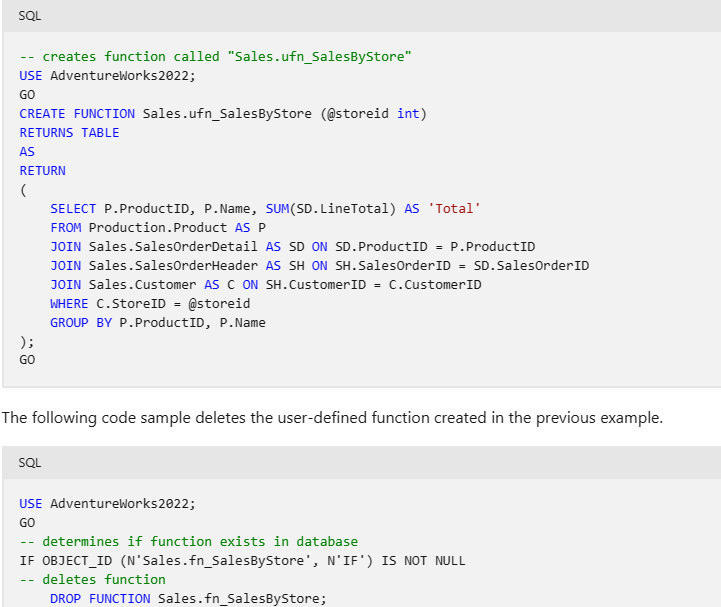 SQL
-- creates function called "Sales.ufn_SalesByStore"
USE AdventureWorks2022;
GO
CREATE FUNCTION Sales.ufn_SalesByStore (@storeid int)
RETURNS TABLE
AS
RETURN
(
    SELECT P.ProductID, P.Name, SUM(SD.LineTotal) AS 'Total'
    FROM Production.Product AS P
    JOIN Sales.SalesOrderDetail AS SD ON SD.ProductID = P.ProductID
    JOIN Sales.SalesOrderHeader AS SH ON SH.SalesOrderID = SD.SalesOrderID
    JOIN Sales.Customer AS C ON SH.CustomerID = C.CustomerID
    WHERE C.StoreID = @storeid
    GROUP BY P.ProductID, P.Name
);
GO
The following code sample deletes the user-defined function created in the previous example.
SQL
USE AdventureWorks2022;
GO
-- determines if function exists in database
IF OBJECT_ID (N'Sales.fn_SalesByStore', N'IF') IS NOT NULL
-- deletes function
    DROP FUNCTION Sales.fn_SalesByStore;